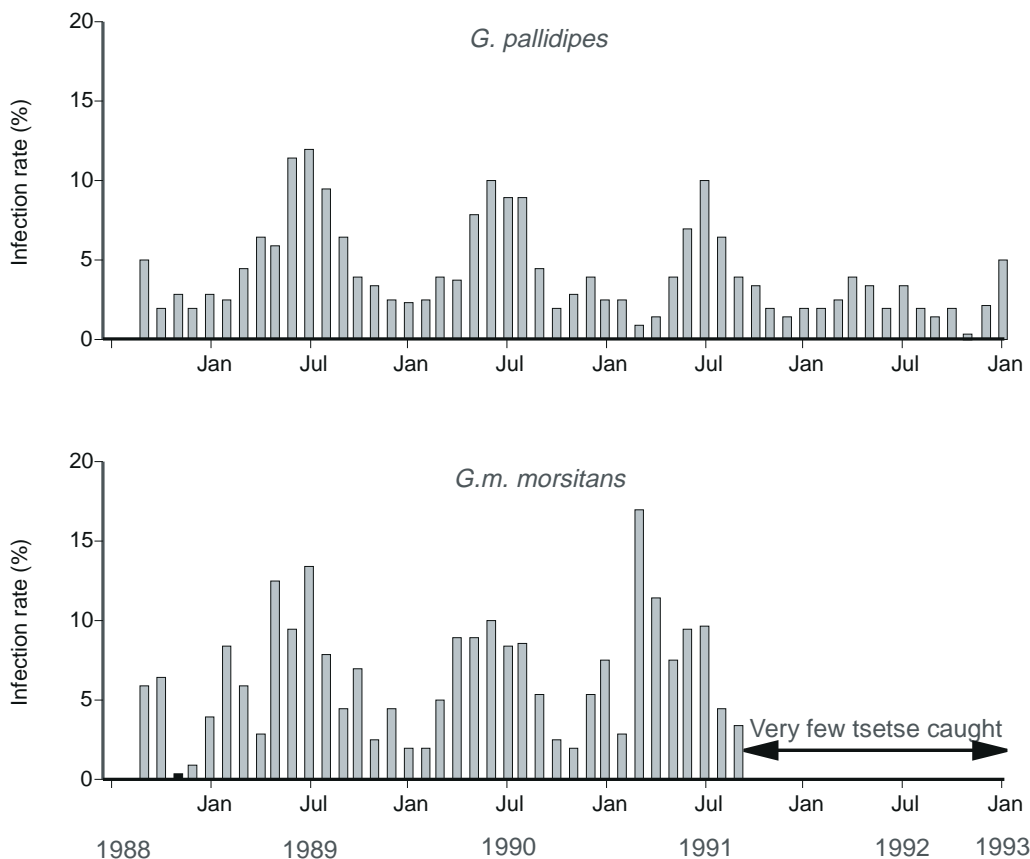 20
G. pallidipes
15
10
5
0
Infection rate (%)
Jan Jul Jan Jul Jan Jul Jan Jul Jan
20
G.m. morsitans
15
10
5
0
Infection rate (%)
Very few tsetse caught
Jan Jul Jan Jul Jan Jul Jan Jul Jan
1988 1989 1990 1991 1992 1993